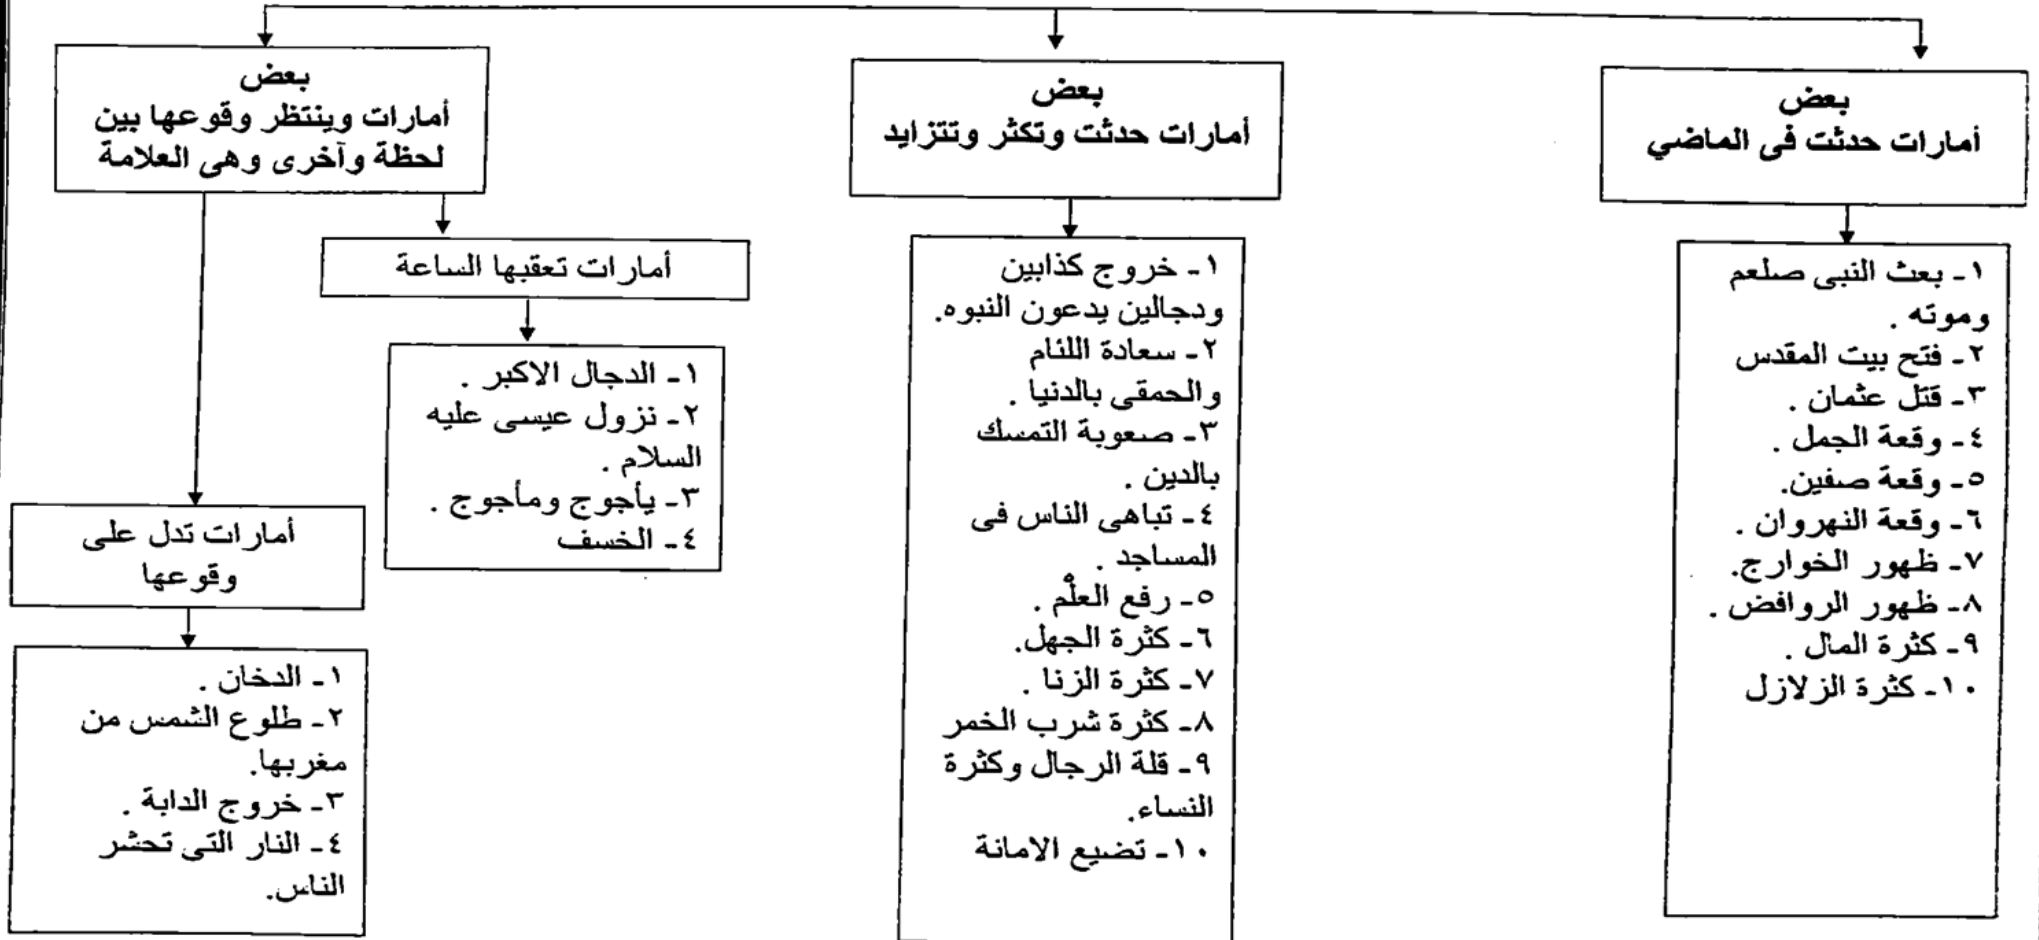 بعض
أمارات حدثت فى الماضي
١- بعث النبى صلعم
وموته .
٢- فتح بيت المقدس
٣- قتل عثمان .
٤- وقعة الجمل .
٥- وقعة صفين.
٦- وقعة النهروان .
٧- ظهور الخوارج.
٨- ظهور الروافض .
٩- كثرة المال .
١٠- كثرة الزلازل
بعض
أمارات حدثت وتكثر وتتزايد
١- خروج كذابين
ودجالين يدعون النبوه.
٢- سعادة اللئام
والحمقى بالدنيا .
٣- صعوبة التمسك
بالدين .
٤- تباهى الناس فى
المساجد .
٥- رفع العلْم .
٦- كثرة الجهل.
٧- كثرة الزنا .
٨- كثرة شرب الخمر
٩- قلة الرجال وكثرة
النساء.
١٠- تضيع الامانة
بعض
أمارات وينتظر وقوعها بين
لحظة وآخرى وهى العلامة
أمارات تعقبها الساعة
١- الدجال الاكبر .
٢- نزول عيسى عليه
السلام .
٣- يأجوج ومأجوج .
٤- الخسف
أمارات تدل على
وقوعها
١- الدخان .
٢- طلوع الشمس من
مغربها.
٣- خروج الدابة .
٤- النار التى تحشر
الناس.